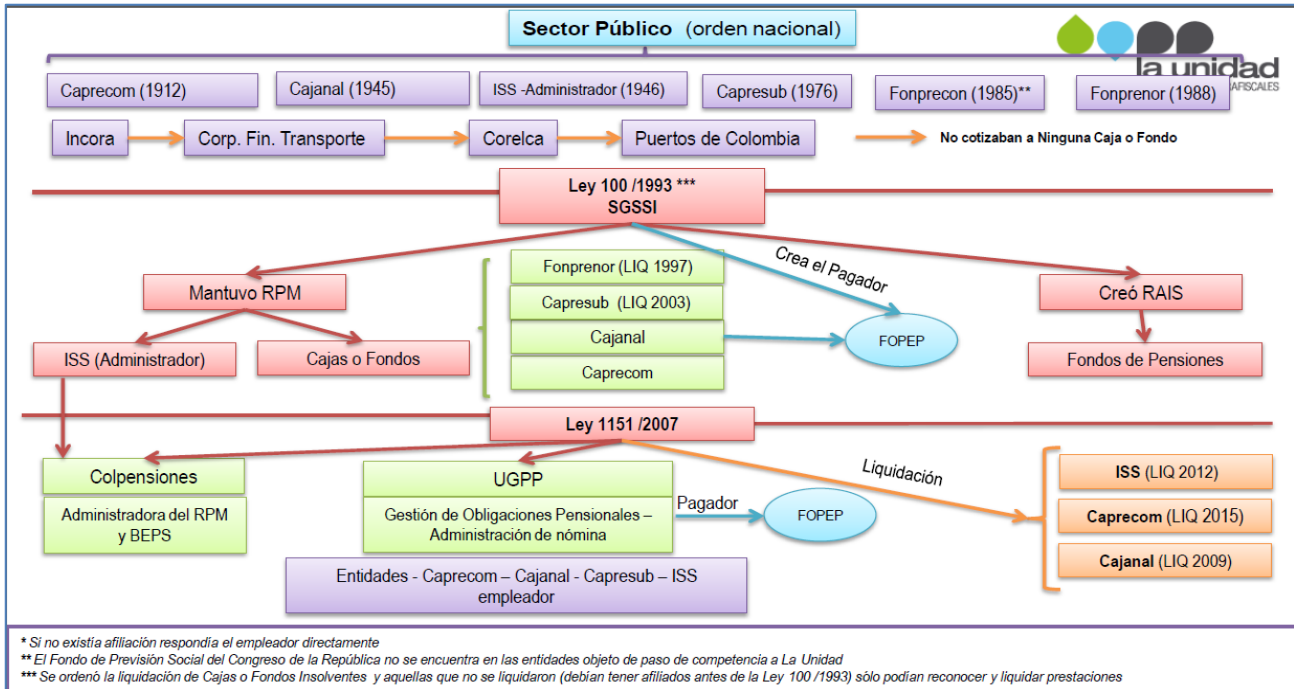 Sector Público (orden nacional)
la unidad
AFISCALES
Caprecom (1912)
Cajanal (1945)
ISS -Administrador (1946)
Capresub (1976)
Fonprecon (1985)**
Fonprenor (1988)
Incora
Corp. Fin. Transporte
Corelca
Puertos de Colombia
No cotizaban a Ninguna Caja o Fondo
Ley 100 /1993 ***
SGSSI
Mantuvo RPM
Fonprenor (LIQ 1997)
Capresub (LIQ 2003)
Cajanal
Caprecom
Crea el Pagador
FOPEP
Creó RAIS
ISS (Administrador)
Cajas o Fondos
Fondos de Pensiones
Ley 1151 /2007
Colpensiones
Administradora del RPM
y BEPS
UGPP
Gestión de Obligaciones Pensionales –
Administración de nómina
Pagador
FOPEP
Liquidación
ISS (LIQ 2012)
Caprecom (LIQ 2015)
Cajanal (LIQ 2009)
Entidades - Caprecom – Cajanal - Capresub – ISS
empleador
* Si no existía afiliación respondía el empleador directamente
** El Fondo de Previsión Social del Congreso de la República no se encuentra en las entidades objeto de paso de competencia a La Unidad
*** Se ordenó la liquidación de Cajas o Fondos Insolventes y aquellas que no se liquidaron (debían tener afiliados antes de la Ley 100 /1993) sólo podían reconocer y liquidar prestaciones